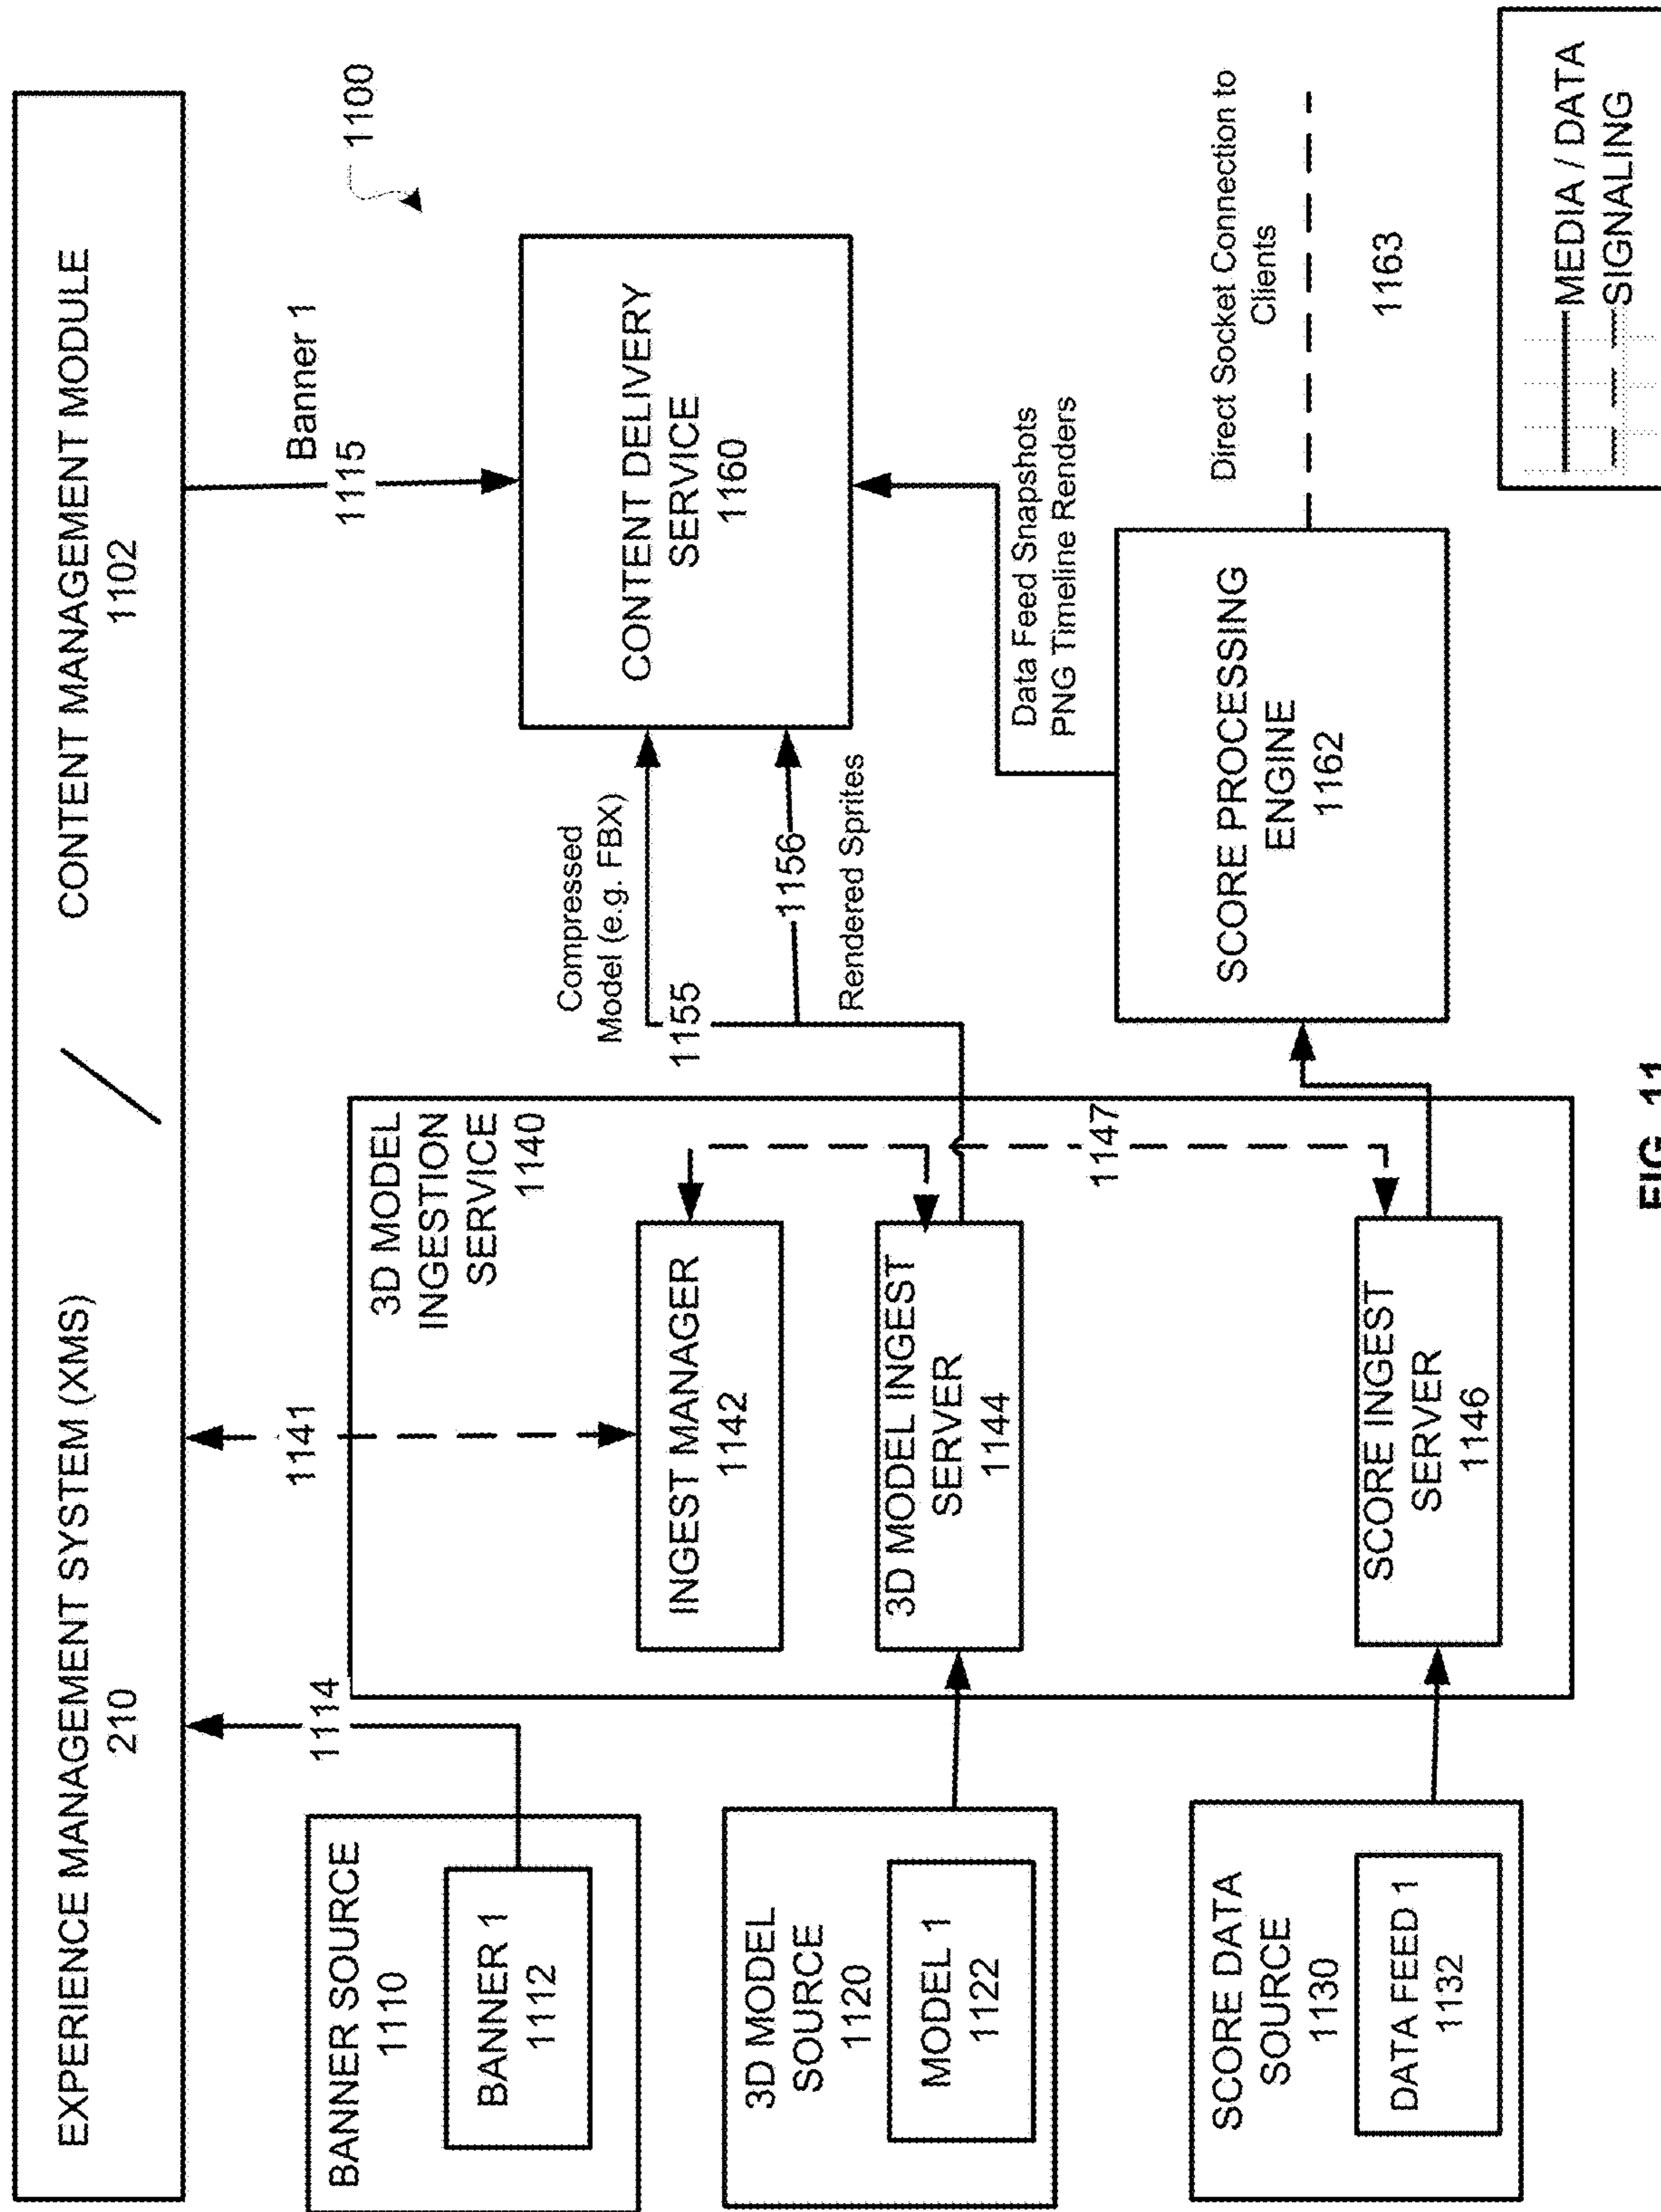 EXPERIENCE MANAGEMENT SYSTEM (XMS)
210
/
CONTENT MANAGEMENT MODULE
1102
1100
BANNER SOURCE
1110
BANNER 1
1112
1114
1141
Banner 1
1115
3D MODEL
INGESTION
SERVICE
1140
INGEST MANAGER
1142
3D MODEL
SOURCE
1120
MODEL 1
1122
3D MODEL INGEST
SERVER
1144
Compressed
Model (e.g. FBX)
1155
1156
Rendered Sprites
CONTENT DELIVERY
SERVICE
1160
1147
Data Feed Snapshots
PNG Timeline Renders
SCORE DATA
SOURCE
1130
DATA FEED 1
1132
SCORE INGEST
SERVER
1146
SCORE PROCESSING
ENGINE
1162
Direct Socket Connection to
Clients
1163
MEDIA / DATA
SIGNALING
FIG. 11